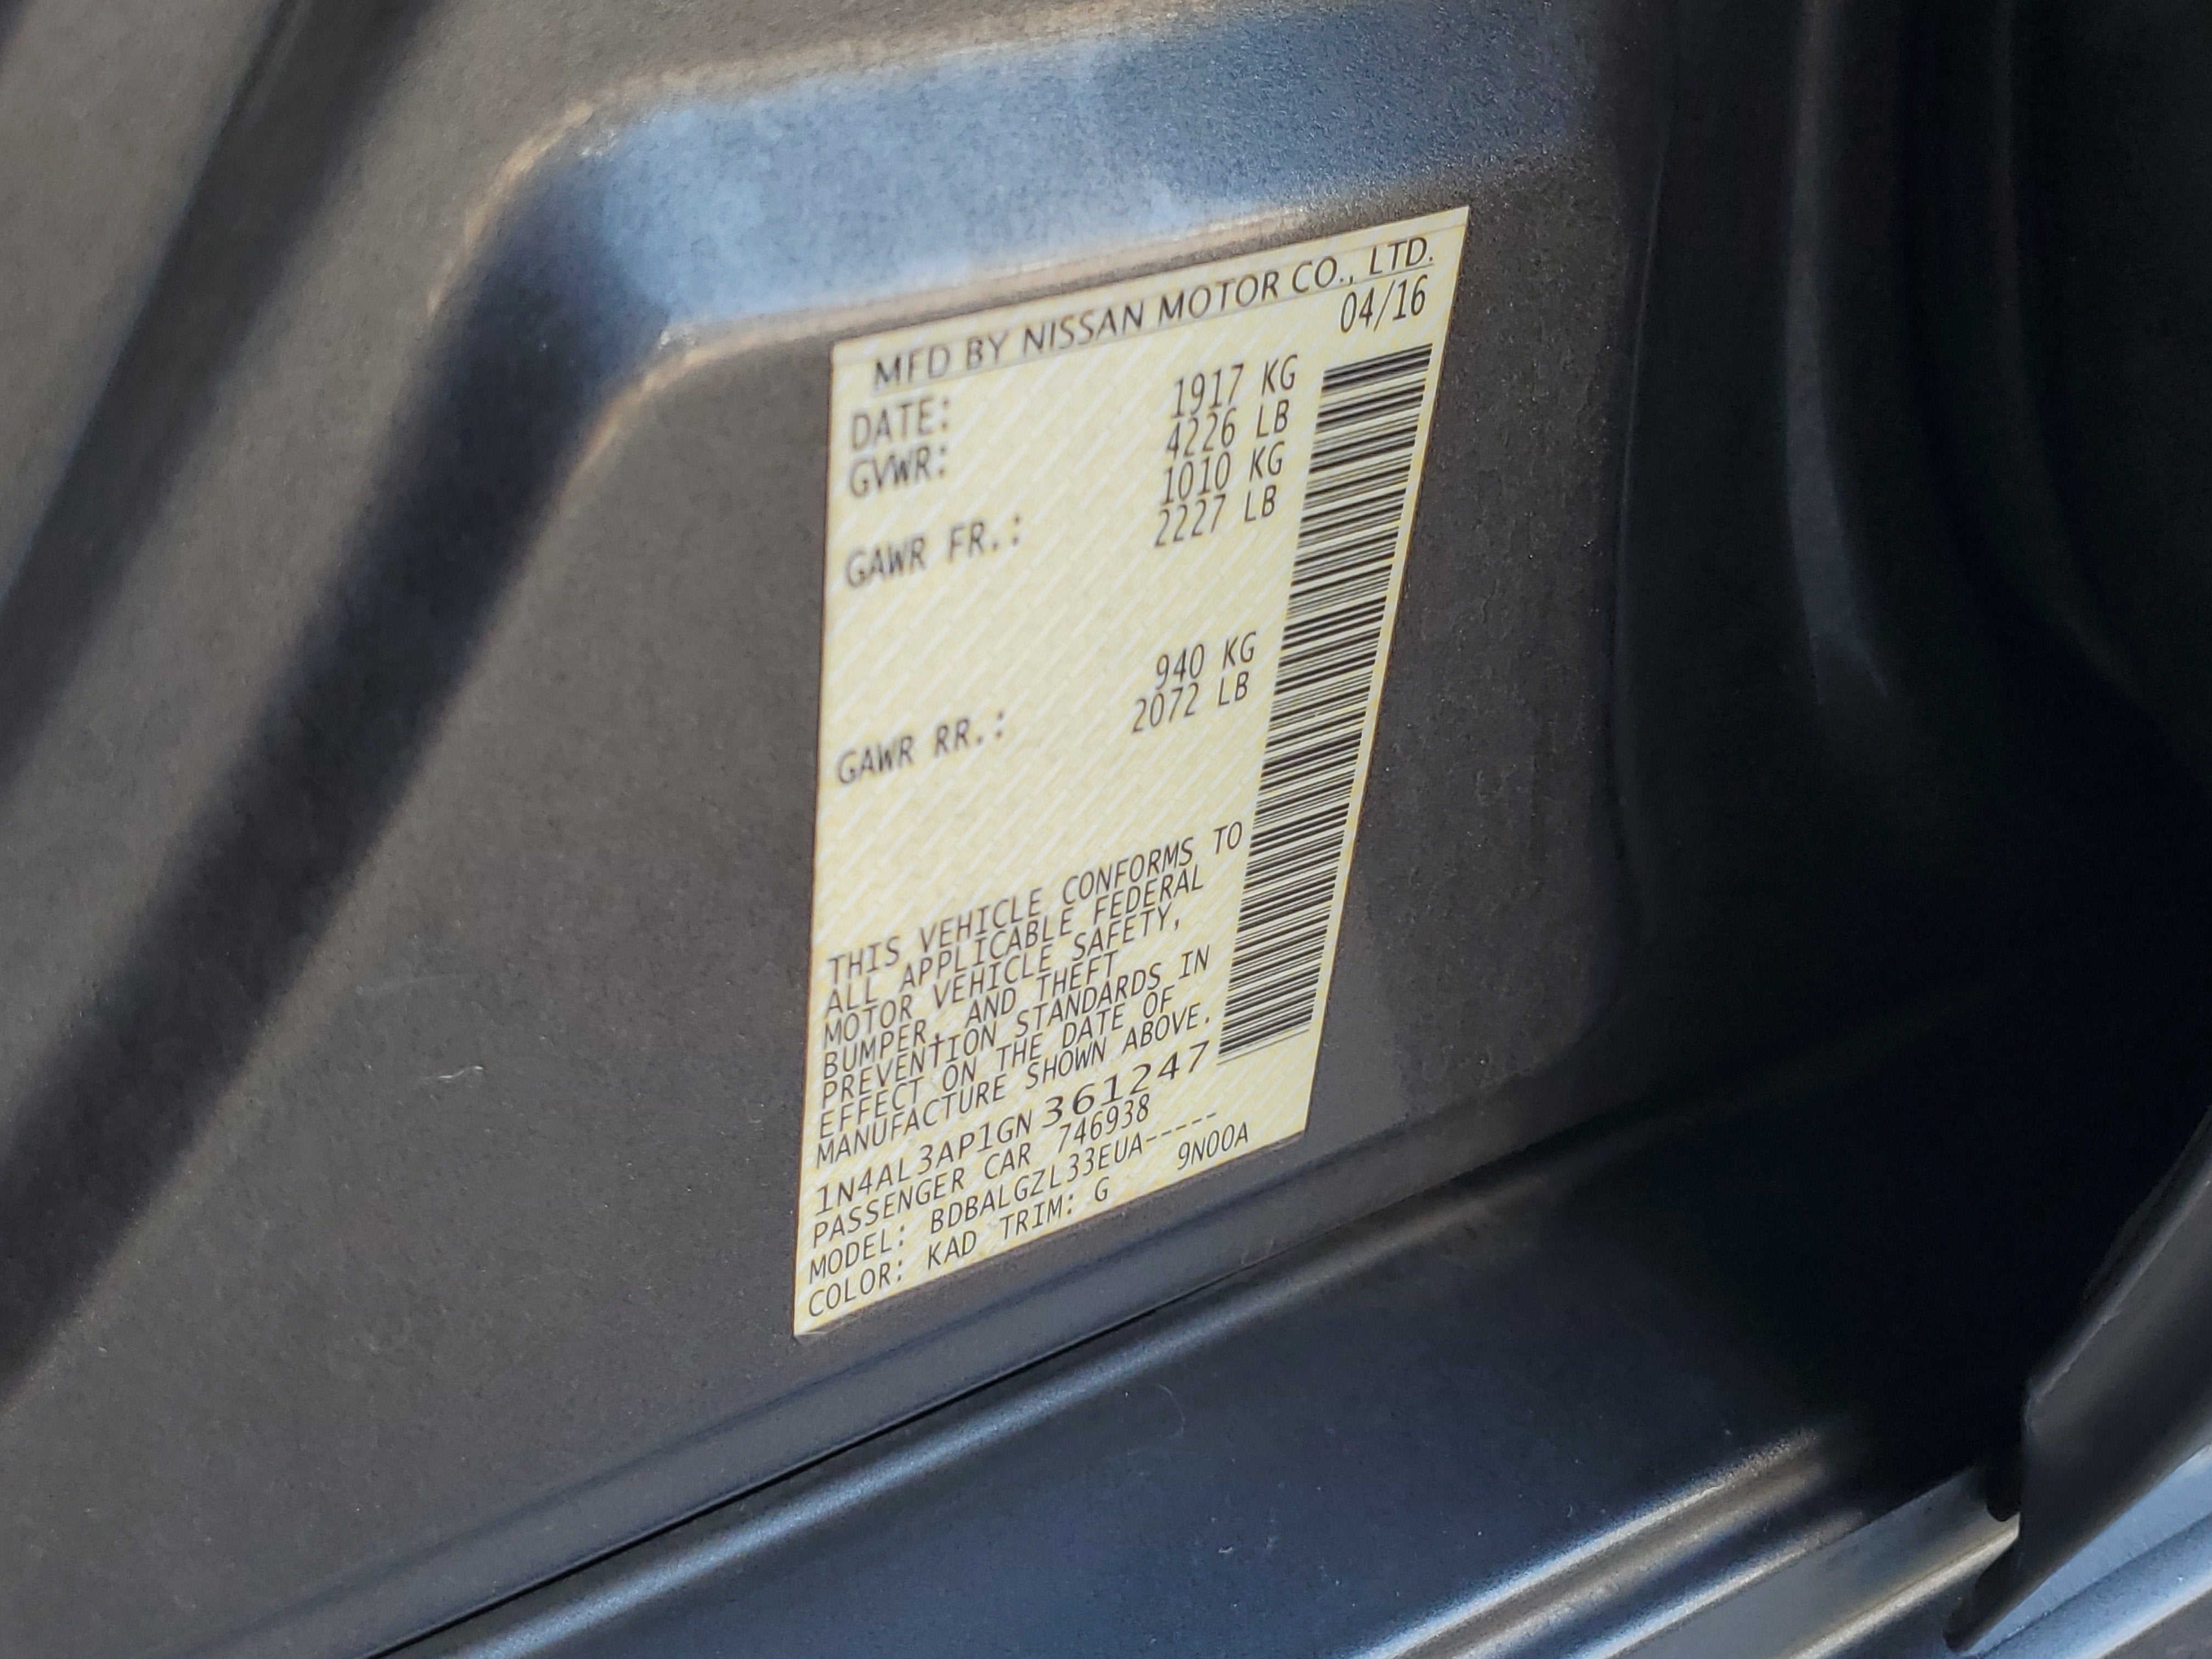 MFD BY NISSAN MOTOR CO., LTD.
DATE: 04/16
GVWR: 1917 KG
4226 LB
GAWR FR.: 1010 KG
2227 LB
GAWR RR.: 940 KG
2072 LB
THIS VEHICLE CONFORMS TO
ALL APPLICABLE FEDERAL
MOTOR VEHICLE SAFETY,
BUMPER, AND THEFT
PREVENTION STANDARDS IN
EFFECT ON THE DATE OF
MANUFACTURE SHOWN ABOVE.
1N4AL3AP1GN 361247
PASSENGER CAR 746938
MODEL: BDBALGZL33EUA-----
COLOR: KAD TRIM: G 9N00A